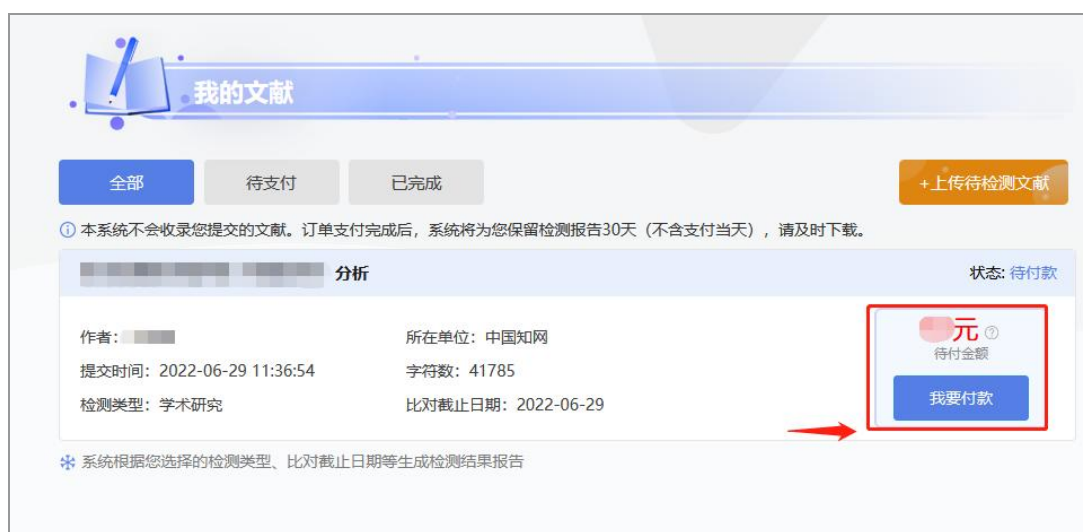 我的文献
全部
待支付
已完成
+上传待检测文献
本系统不会收录您提交的文献。订单支付完成后，系统将为您保留检测报告30天（不含支付当天），请及时下载。
分析
状态: 待付款
作者：
所在单位：中国知网
元
待付金额
提交时间：2022-06-29 11:36:54
字符数：41785
我要付款
检测类型：学术研究
比对截止日期：2022-06-29
系统根据您选择的检测类型、比对截止日期等生成检测结果报告